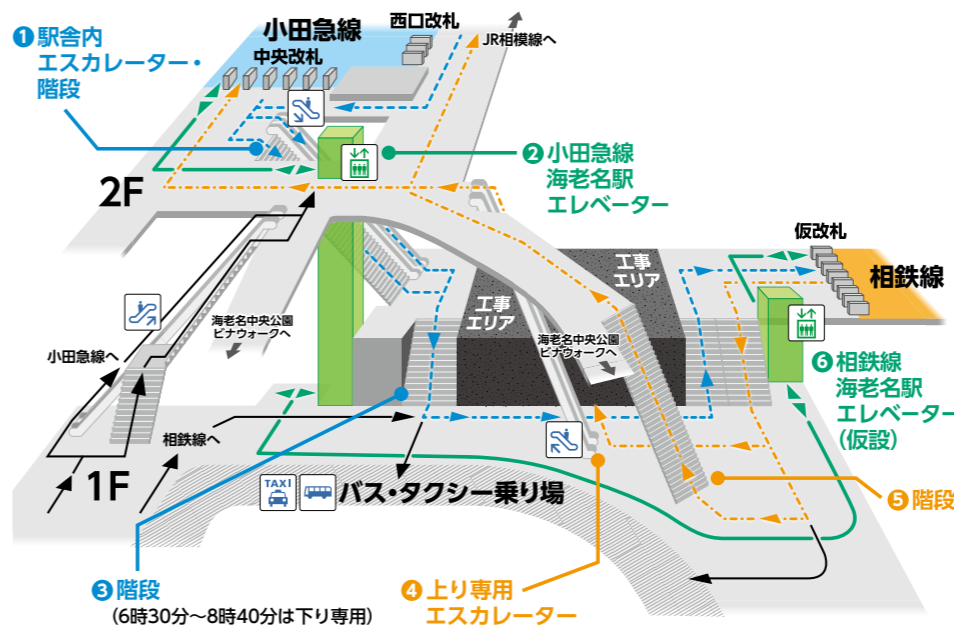 小田急線
中央改札
西口改札
JR相模線へ
❶駅舎内
エスカレーター・
階段
❷小田急線
海老名駅
エレベーター
2F
仮改札
相鉄線
工事
エリア
工事
エリア
海老名中央公園
ビナウォークへ
海老名中央公園
ビナウォークへ
小田急線へ
❻相鉄線
海老名駅
エレベーター
(仮設)
相鉄線へ
1F
TAXI
バス・タクシー乗り場
❺階段
❸階段
(6時30分～8時40分は下り専用)
❹上り専用
エスカレーター